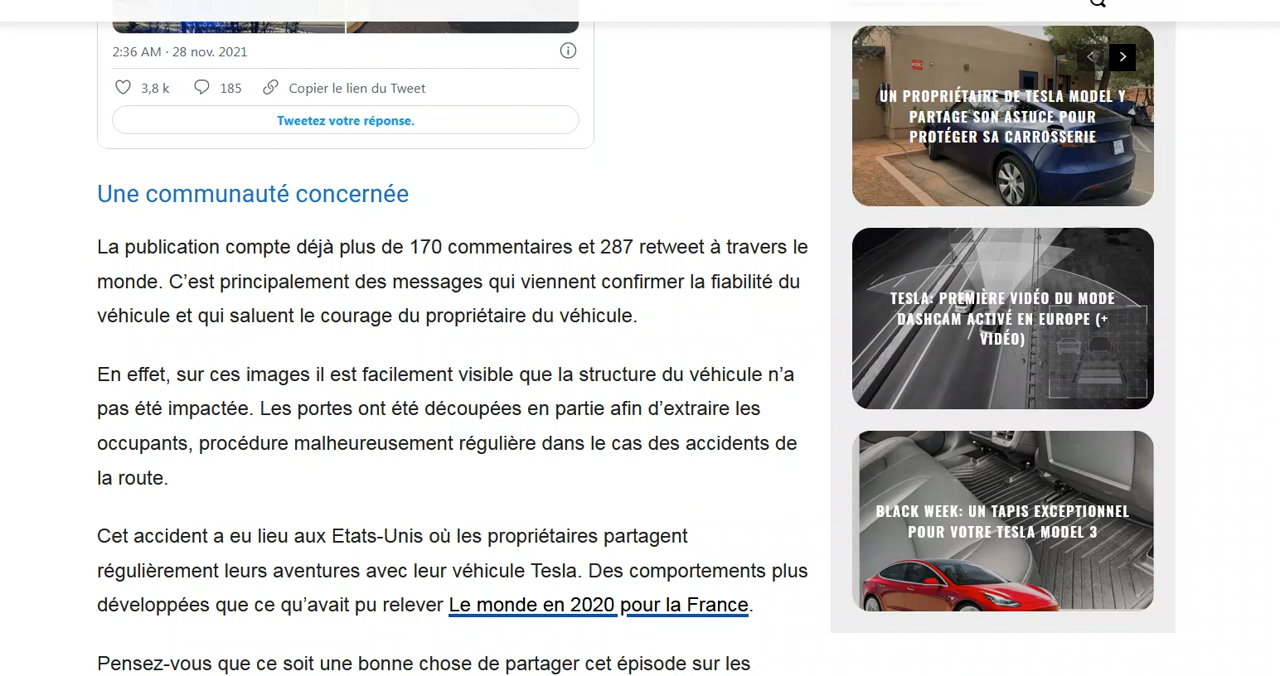 2:36 AM · 28 nov. 2021
3,8 k
185
Copier le lien du Tweet
Tweetez votre réponse.
Une communauté concernée
La publication compte déjà plus de 170 commentaires et 287 retweet à travers le
monde. C’est principalement des messages qui viennent confirmer la fiabilité du
véhicule et qui saluent le courage du propriétaire du véhicule.
En effet, sur ces images il est facilement visible que la structure du véhicule n’a
pas été impactée. Les portes ont été découpées en partie afin d’extraire les
occupants, procédure malheureusement régulière dans le cas des accidents de
la route.
Cet accident a eu lieu aux Etats-Unis où les propriétaires partagent
régulièrement leurs aventures avec leur véhicule Tesla. Des comportements plus
développées que ce qu’avait pu relever Le monde en 2020 pour la France.
Pensez-vous que ce soit une bonne chose de partager cet épisode sur les
UN PROPRIÉTAIRE DE TESLA MODEL Y
PARTAGE SON ASTUCE POUR
PROTÉGER SA CARROSSERIE
TESLA: PREMIÈRE VIDÉO DU MODE
DASHCAM ACTIVÉ EN EUROPE (+
VIDÉO)
BLACK WEEK: UN TAPIS EXCEPTIONNEL
POUR VOTRE TESLA MODEL 3